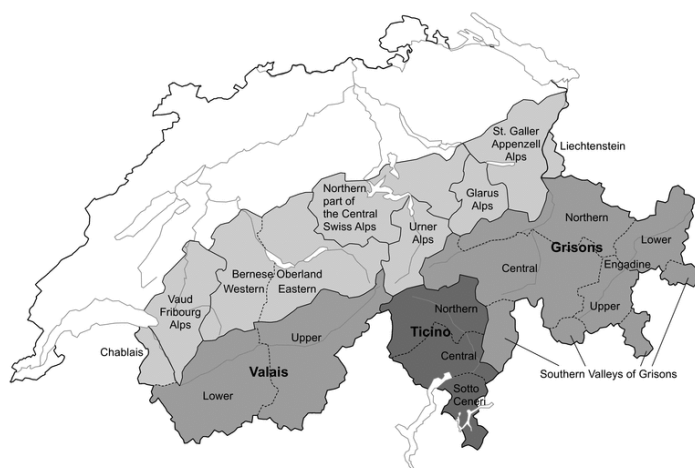 St. Galler
Appenzell
Alps
Liechtenstein
Northern
part of
the Central
Swiss Alps
Glarus
Alps
Urner
Alps
Northern
Grisons
Lower
Central
Engadine
Upper
Bernese Oberland
Western
Eastern
Vaud
Fribourg
Alps
Chablais
Upper
Valais
Lower
Northern
Ticino
Central
Sotto
Ceneri
Southern Valleys of Grisons